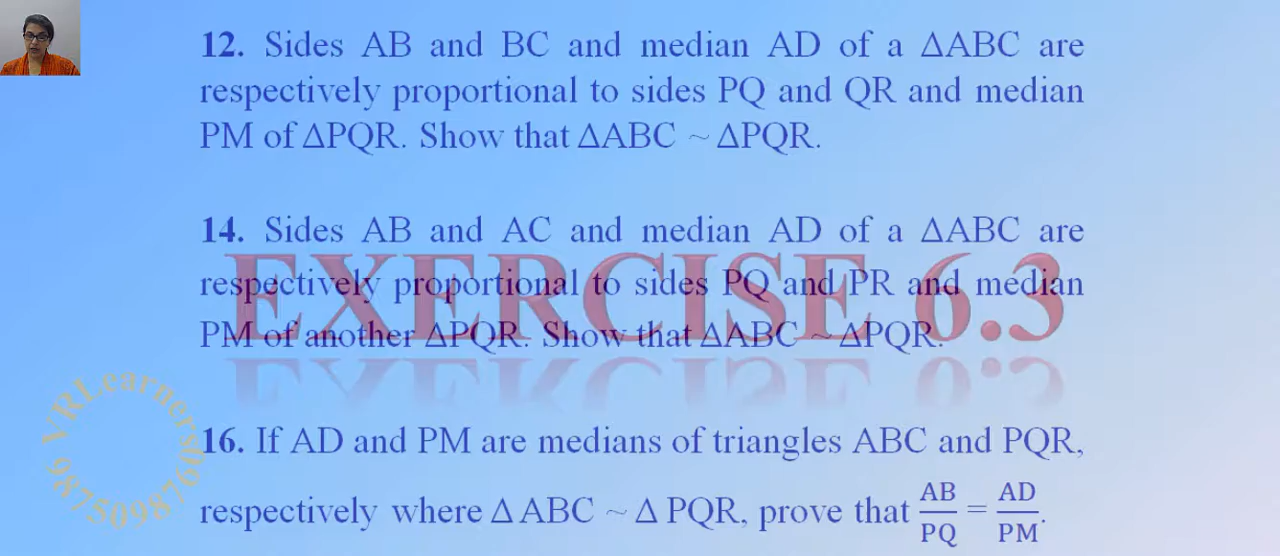 12. Sides AB and BC and median AD of a ΔABC are
respectively proportional to sides PQ and QR and median
PM of ΔPQR. Show that ΔABC ~ ΔPQR.
14. Sides AB and AC and median AD of a ΔABC are
respectively proportional to sides PQ and PR and median
PM of another ΔPQR. Show that ΔABC ~ ΔPQR.
EXERCISE 6.3
16. If AD and PM are medians of triangles ABC and PQR,
respectively where Δ ABC ~ Δ PQR, prove that AB/PQ = AD/PM.
VRLearners